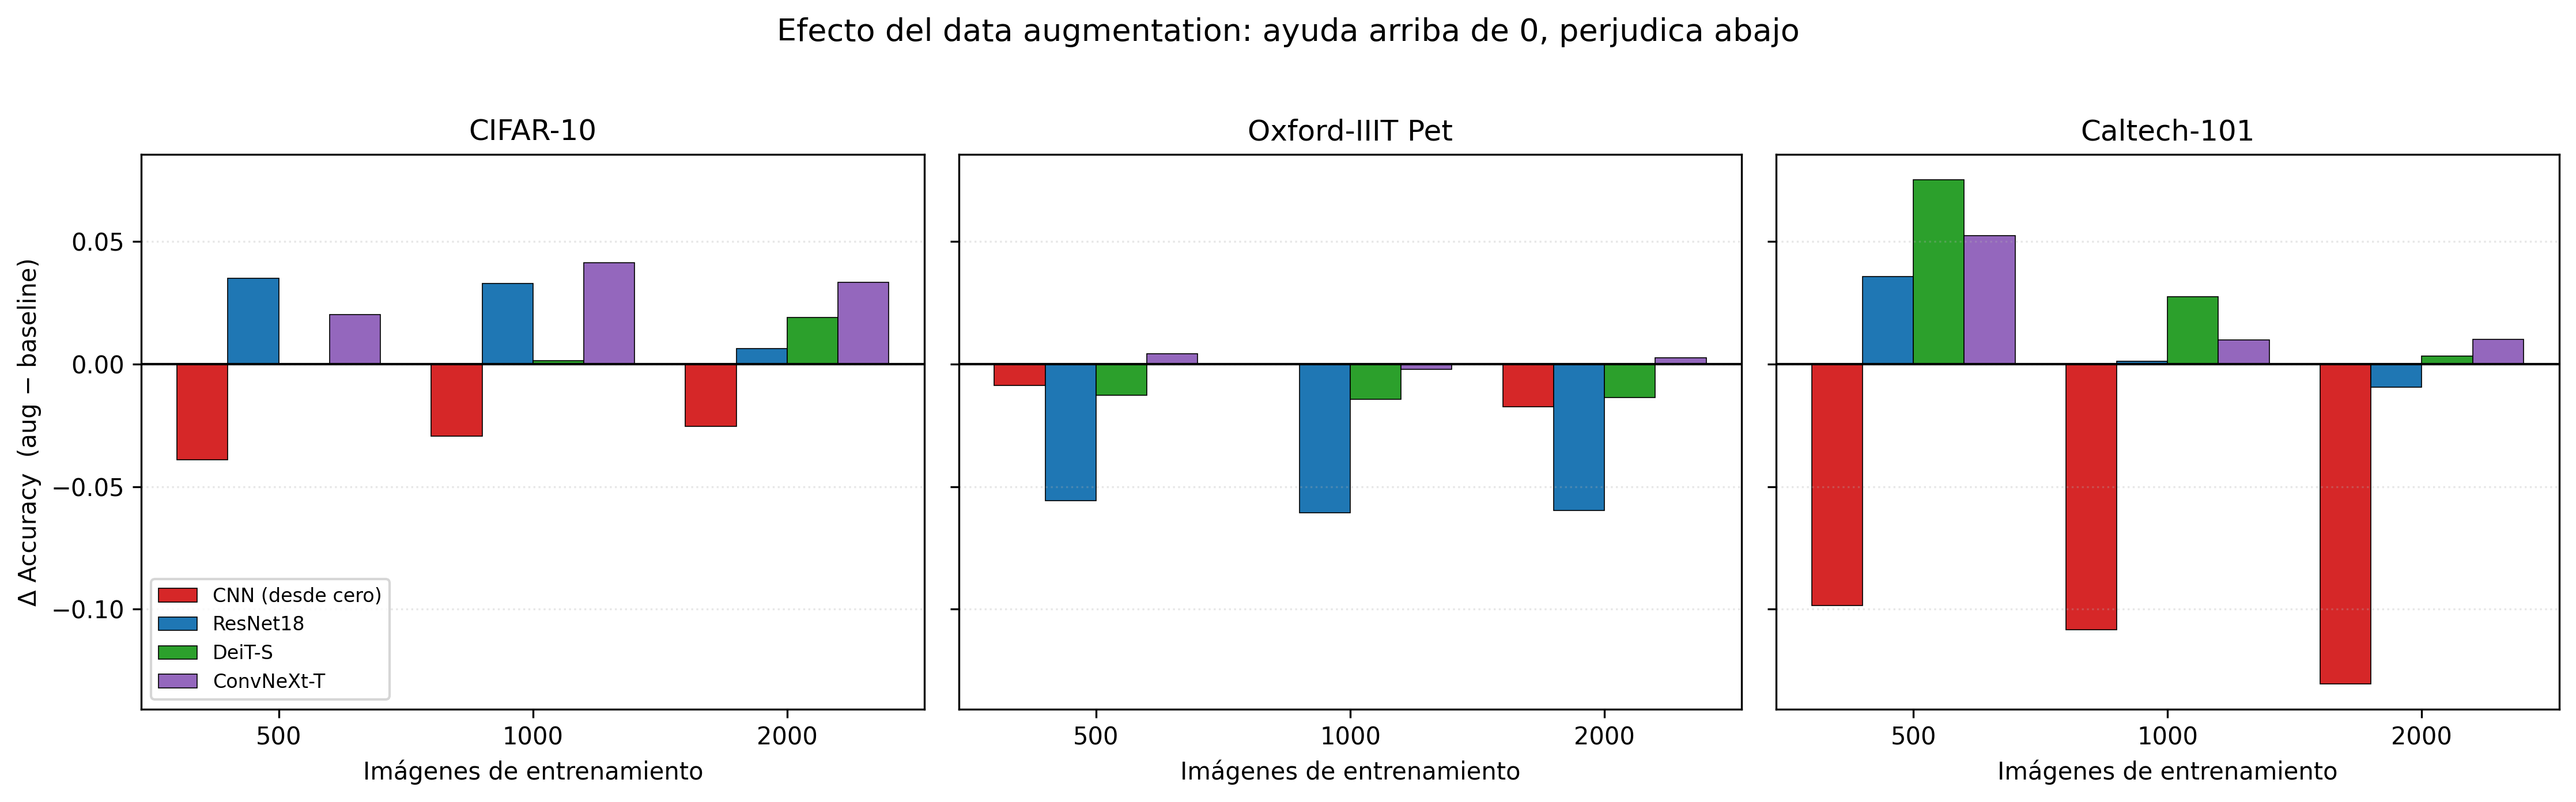 Efecto del data augmentation: ayuda arriba de 0, perjudica abajo
CIFAR-10
Oxford-IIIT Pet
Caltech-101
Δ Accuracy (aug − baseline)
0.05
0.00
−0.05
−0.10
CNN (desde cero)
ResNet18
DeiT-S
ConvNeXt-T
500
1000
2000
500
1000
2000
500
1000
2000
Imágenes de entrenamiento
Imágenes de entrenamiento
Imágenes de entrenamiento